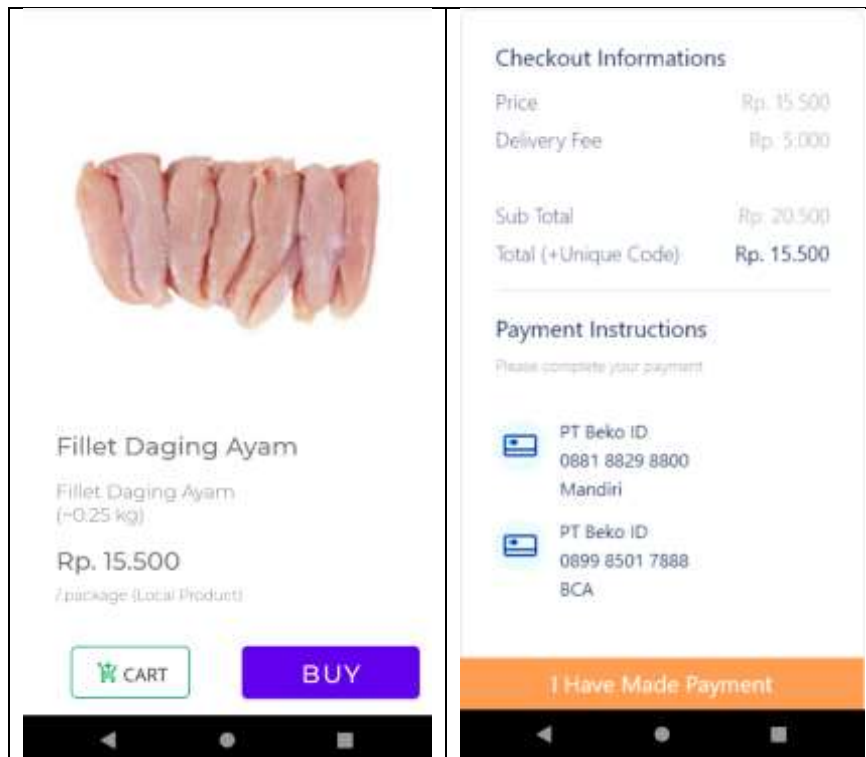 Fillet Daging Ayam
Fillet Daging Ayam
(~0.25 kg)
Rp. 15.500
/ package (Local Product)
CART
BUY
Checkout Informations
Price Rp. 15.500
Delivery Fee Rp. 5.000
Sub Total Rp. 20.500
Total (+Unique Code) Rp. 15.500
Payment Instructions
Please complete your payment
PT Beko ID
0881 8829 8800
Mandiri
PT Beko ID
0899 8501 7888
BCA
I Have Made Payment